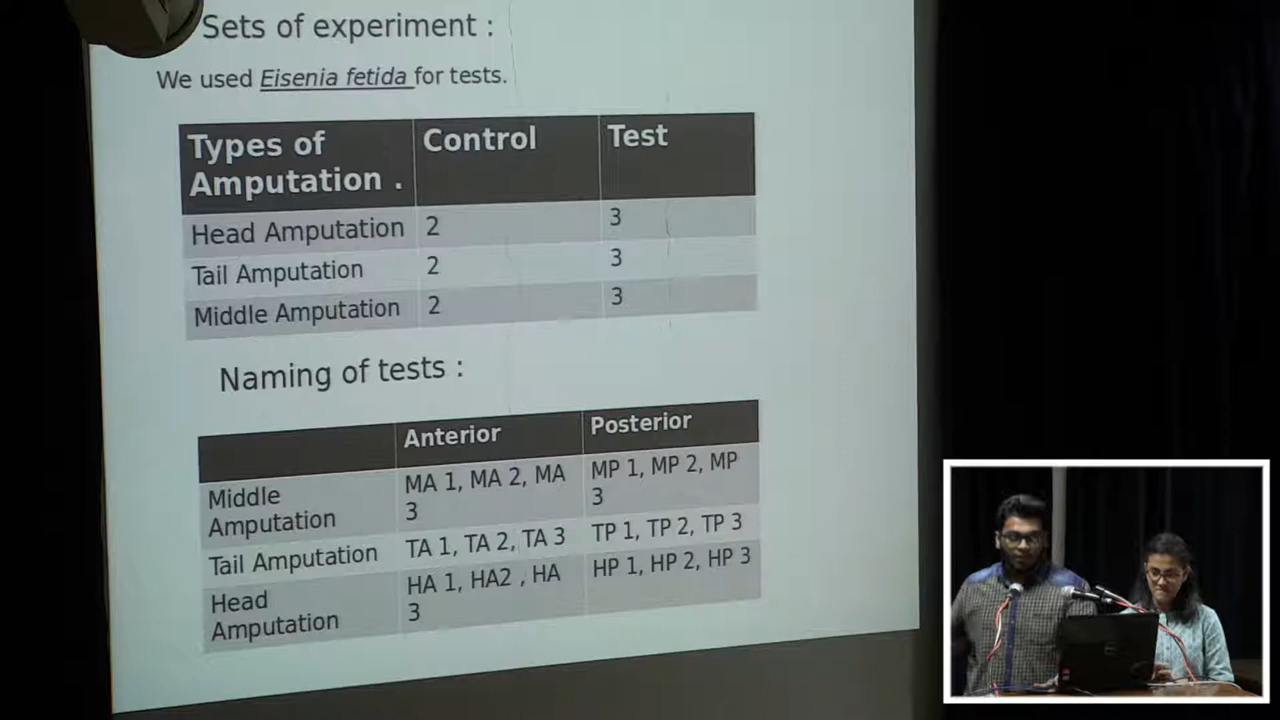 Sets of experiment :
We used Eisenia fetida for tests.
Types of Amputation . Control Test
Head Amputation 2 3
Tail Amputation 2 3
Middle Amputation 2 3
Naming of tests :
Anterior Posterior
Middle Amputation MA 1, MA 2, MA 3 MP 1, MP 2, MP 3
Tail Amputation TA 1, TA 2, TA 3 TP 1, TP 2, TP 3
Head Amputation HA 1, HA2 , HA 3 HP 1, HP 2, HP 3